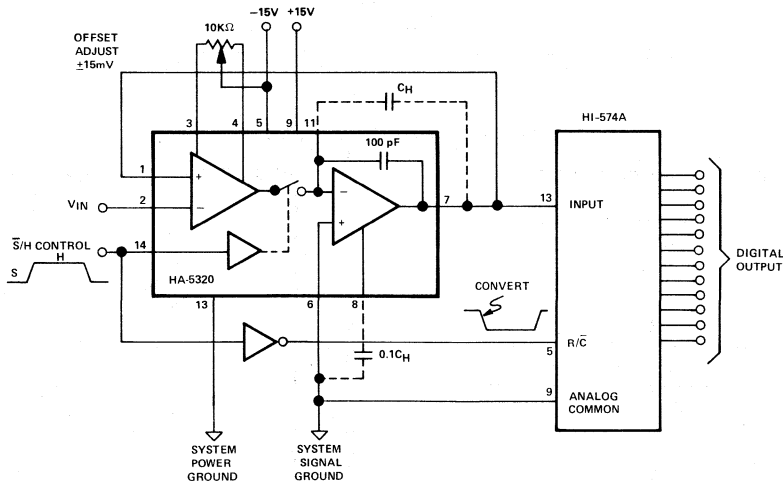 -15V +15V
10KΩ
OFFSET
ADJUST
±15mV
3 4 5 9 11
CH
HI-574A
100 pF
1
+
-
2
VIN
-
+
7
13
INPUT
S̅/H CONTROL
14
S H
HA-5320
DIGITAL
OUTPUT
CONVERT
13 6 8
R/C̅
5
0.1CH
9
ANALOG
COMMON
SYSTEM
POWER
GROUND
SYSTEM
SIGNAL
GROUND